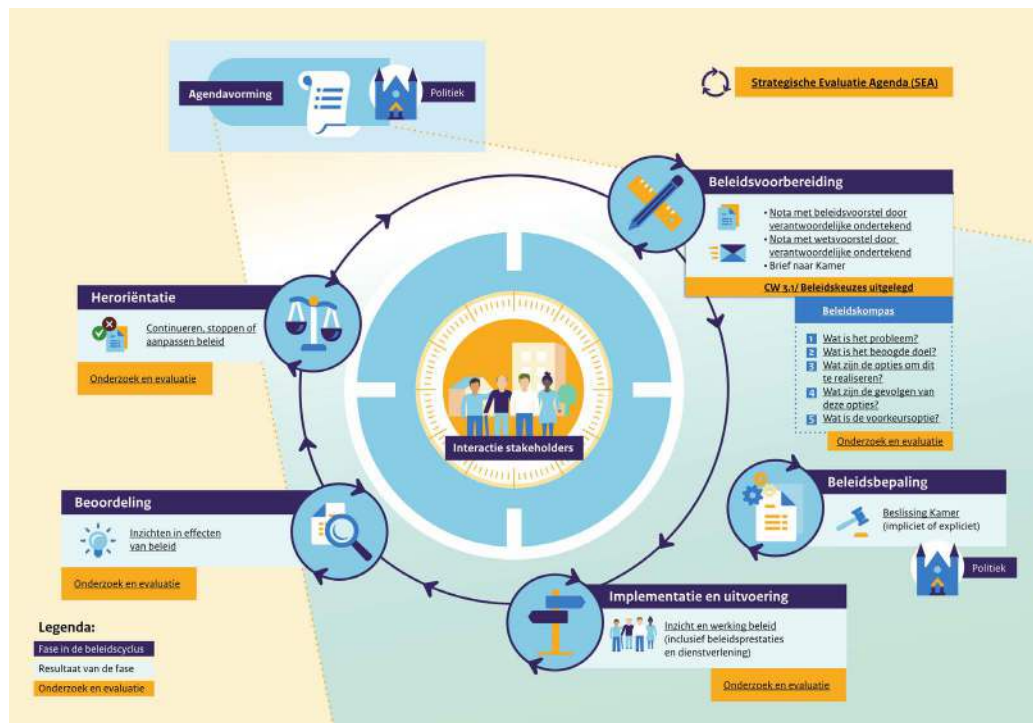 Agendavorming
Politiek
Strategische Evaluatie Agenda (SEA)
Beleidsvoorbereiding
• Nota met beleidsvoorstel door
verantwoordelijke ondertekend
• Nota met wetsvoorstel door
verantwoordelijke ondertekend
• Brief naar Kamer
CW 3.1/ Beleidskeuzes uitgelegd
Beleidskompas
1 Wat is het probleem?
2 Wat is het beoogde doel?
3 Wat zijn de opties om dit
te realiseren?
4 Wat zijn de gevolgen van
deze opties?
5 Wat is de voorkeursoptie?
Onderzoek en evaluatie
Heroriëntatie
Continueren, stoppen of
aanpassen beleid
Onderzoek en evaluatie
Interactie stakeholders
Beleidsbepaling
Beslissing Kamer
(impliciet of expliciet)
Politiek
Beoordeling
Inzichten in effecten
van beleid
Onderzoek en evaluatie
Implementatie en uitvoering
Inzicht en werking beleid
(inclusief beleidsprestaties
en dienstverlening)
Onderzoek en evaluatie
Legenda:
Fase in de beleidscyclus
Resultaat van de fase
Onderzoek en evaluatie